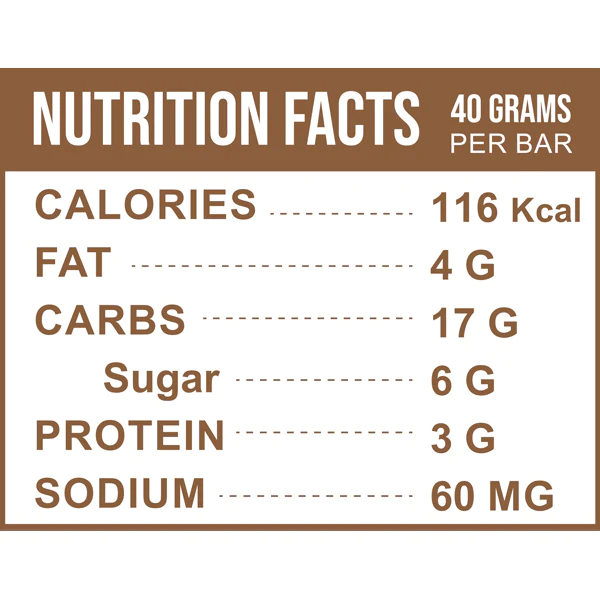 NUTRITION FACTS 40 GRAMS
PER BAR
CALORIES 116 Kcal
FAT 4 G
CARBS 17 G
Sugar 6 G
PROTEIN 3 G
SODIUM 60 MG